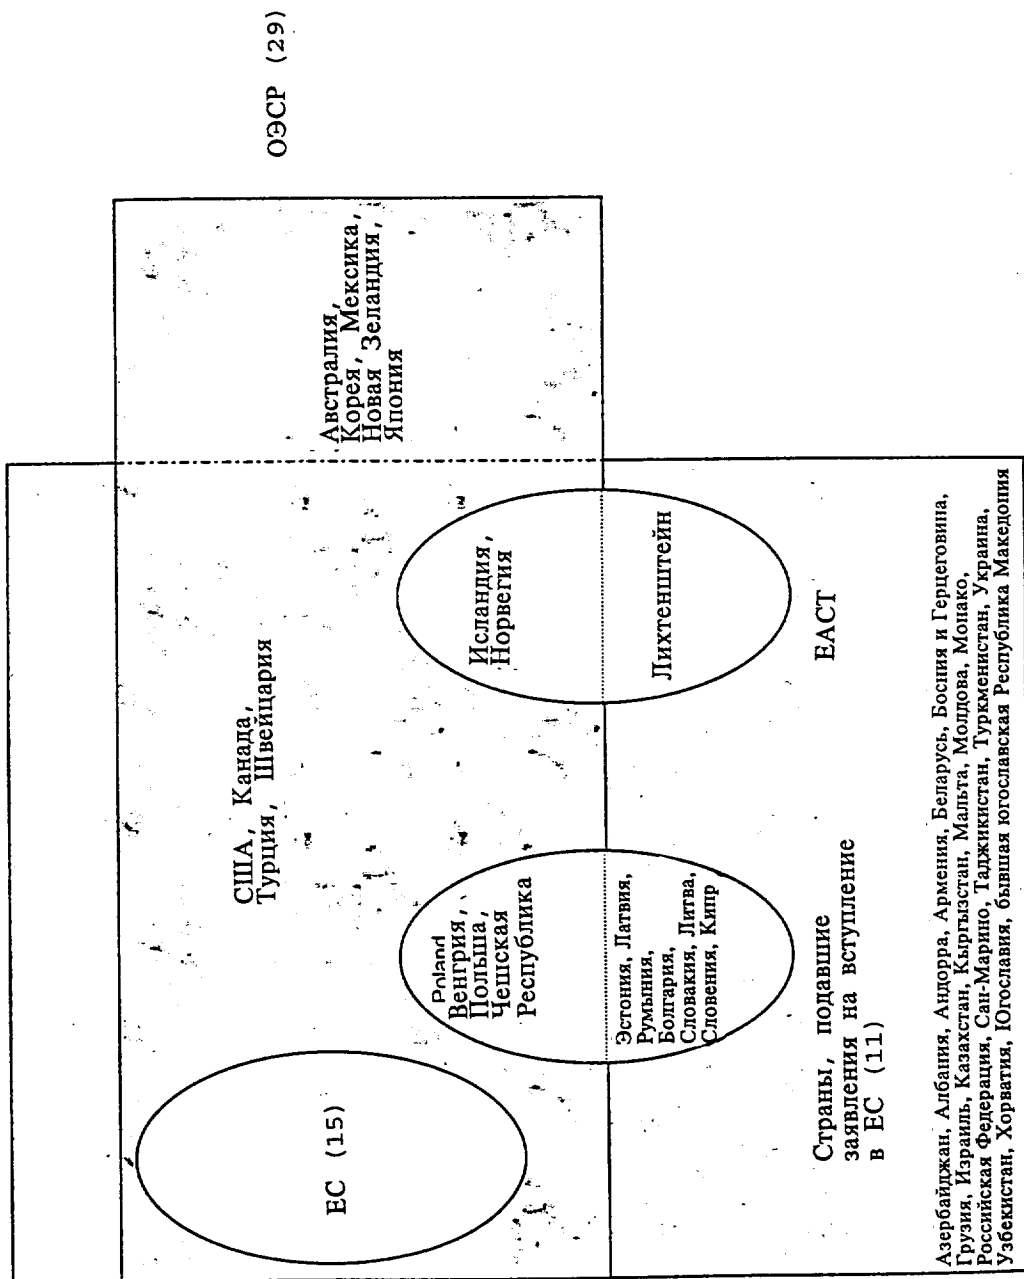 ОЭСР (29)
Австралия,
Корея, Мексика,
Новая Зеландия,
Япония
США, Канада,
Турция, Швейцария
Исландия,
Норвегия
Лихтенштейн
ЕАСТ
Poland
Венгрия,
Польша,
Чешская
Республика
Эстония, Латвия,
Румыния,
Болгария,
Словакия, Литва,
Словения, Кипр
Страны, подавшие
заявления на вступление
в ЕС (11)
ЕС (15)
Азербайджан, Албания, Андорра, Армения, Беларусь, Босния и Герцеговина,
Грузия, Израиль, Казахстан, Кыргызстан, Мальта, Молдова, Монако,
Российская Федерация, Сан-Марино, Таджикистан, Туркменистан, Украина,
Узбекистан, Хорватия, Югославия, бывшая югославская Республика Македония